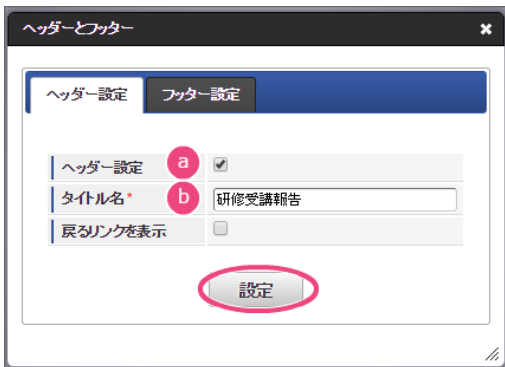 ヘッダーとフッター
ヘッダー設定 フッター設定
ヘッダー設定 a
タイトル名* b 研修受講報告
戻るリンクを表示
設定